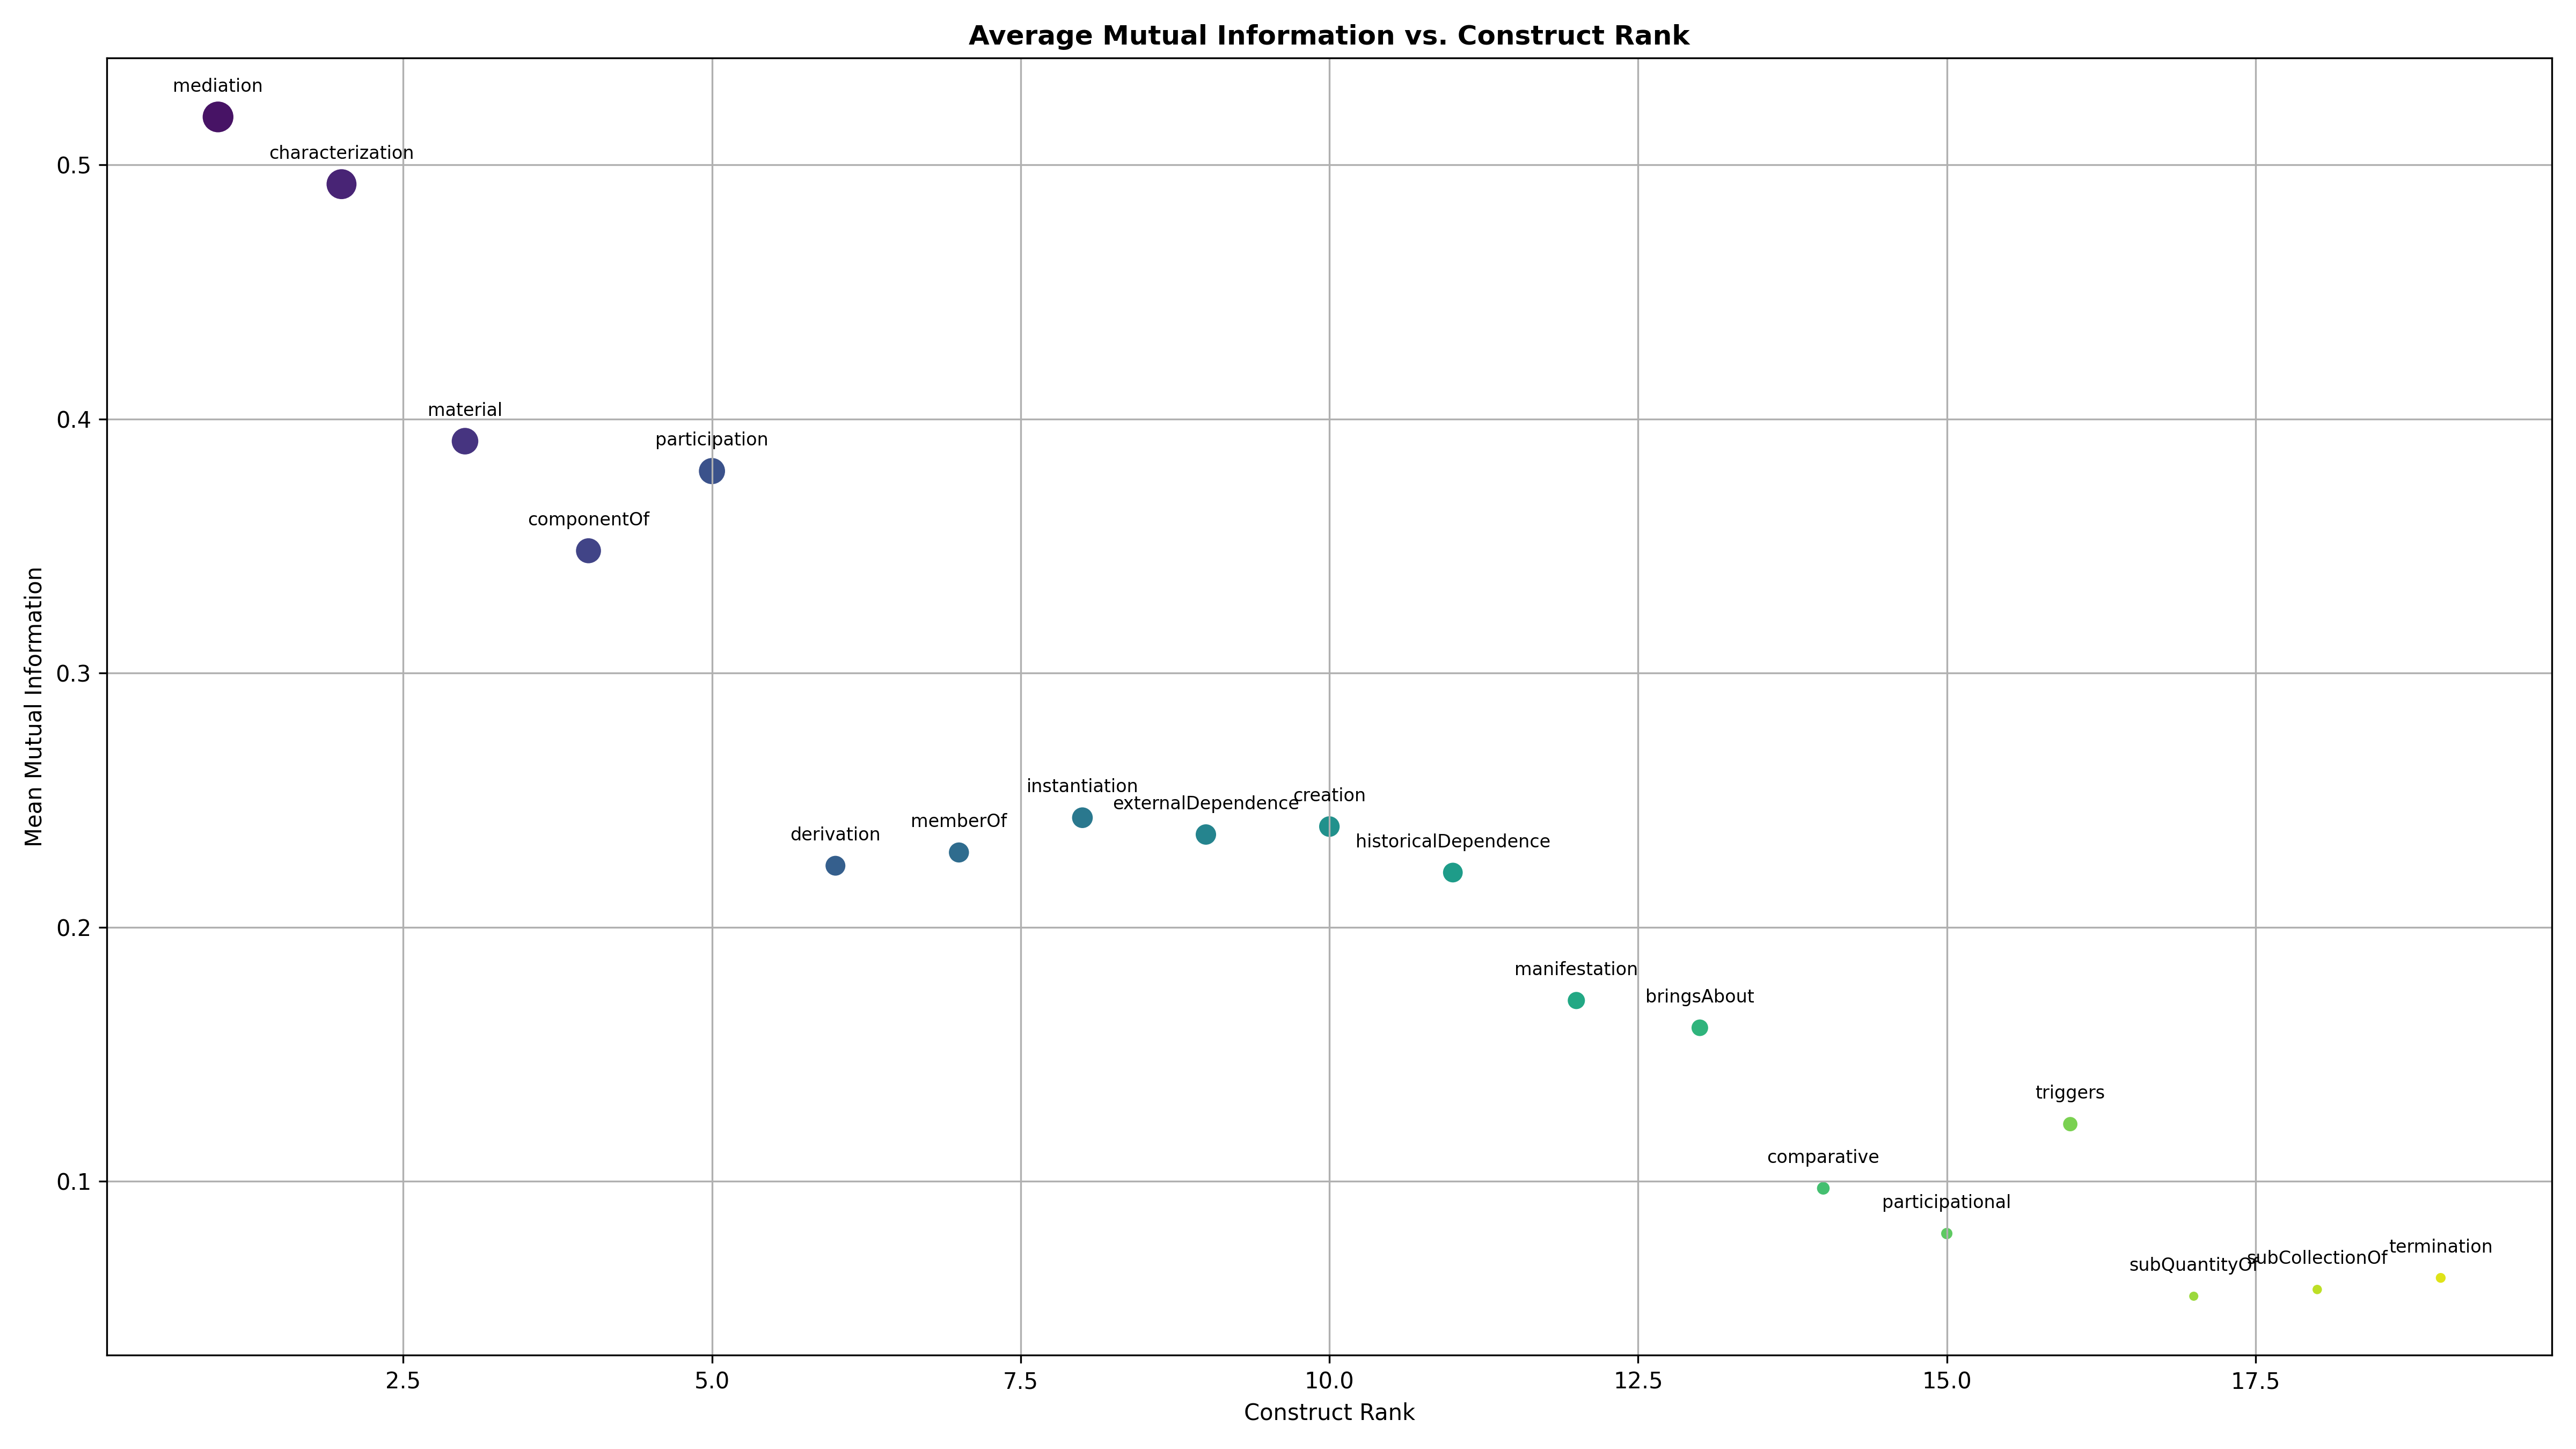 Average Mutual Information vs. Construct Rank
mediation
characterization
material
participation
componentOf
instantiation
externalDependence
creation
derivation
memberOf
historicalDependence
manifestation
bringsAbout
triggers
comparative
participational
subQuantityOf
subCollectionOf
termination
Mean Mutual Information
0.5
0.4
0.3
0.2
0.1
2.5
5.0
7.5
10.0
12.5
15.0
17.5
Construct Rank